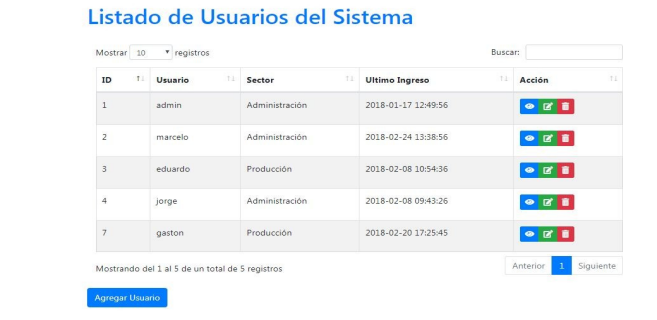 Listado de Usuarios del Sistema
Mostrar 10 registros Buscar:
ID Usuario Sector Ultimo Ingreso Acción
1 admin Administración 2018-01-17 12:49:56
2 marcelo Administración 2018-02-24 13:38:56
3 eduardo Producción 2018-02-08 10:54:36
4 jorge Administración 2018-02-08 09:43:26
7 gaston Producción 2018-02-20 17:25:45
Mostrando del 1 al 5 de un total de 5 registros Anterior 1 Siguiente
Agregar Usuario